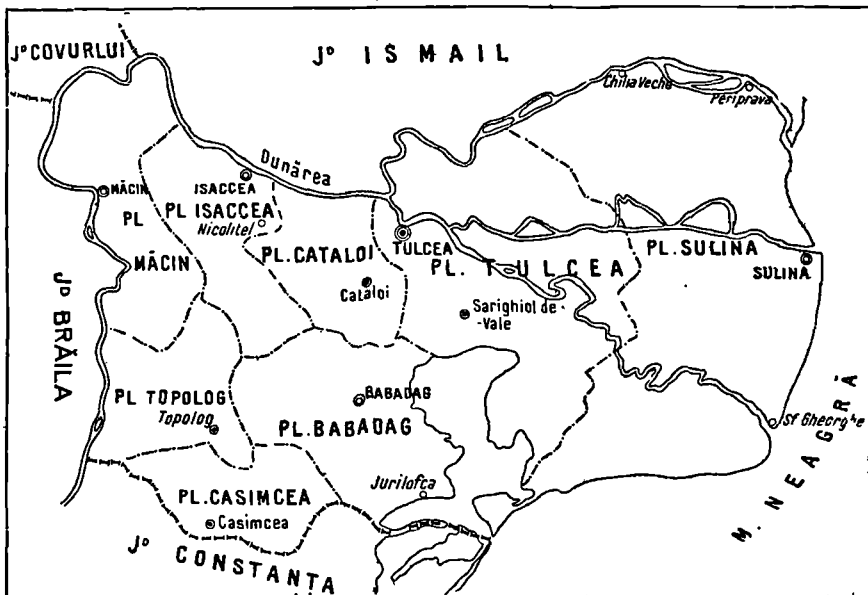 Jº COVURLUI
Jº ISMAIL
Chilia Veche
Periprava
Dunărea
MĂCIN
ISACCEA
PL ISACCEA
Nicolițel
PL
MĂCIN
PL.CATALOI
Cataloi
TULCEA
PL. TULCEA
PL.SULINA
SULINA
Sarighiol de
-Vale
Jº BRĂILA
PL TOPOLOG
Topolog
BABADAG
PL.BABADAG
Sf Gheorghe
M. NEAGRĂ
PL.CASIMCEA
Casimcea
Jurilofca
Jº CONSTANTA